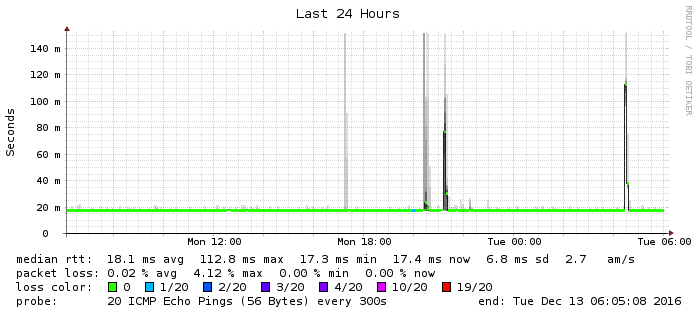 Last 24 Hours
RRDTOOL / TOBI OETIKER
140 m
120 m
100 m
80 m
60 m
40 m
20 m
0
Seconds
Mon 12:00 Mon 18:00 Tue 00:00 Tue 06:00
median rtt: 18.1 ms avg 112.8 ms max 17.3 ms min 17.4 ms now 6.8 ms sd 2.7 am/s
packet loss: 0.02 % avg 4.12 % max 0.00 % min 0.00 % now
loss color: 0 1/20 2/20 3/20 4/20 10/20 19/20
probe: 20 ICMP Echo Pings (56 Bytes) every 300s end: Tue Dec 13 06:05:08 2016